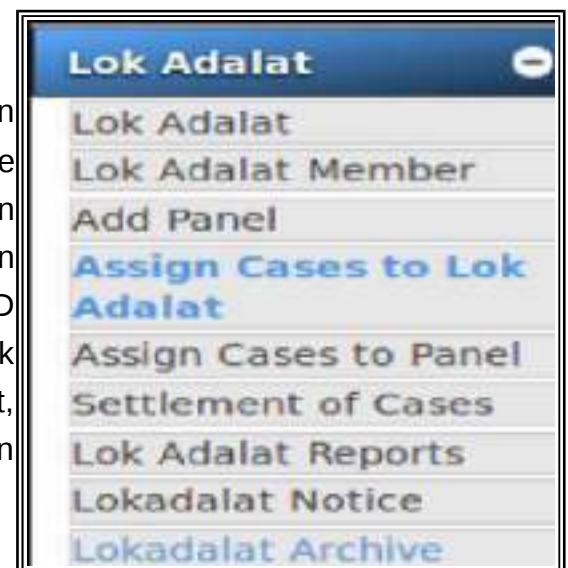 Lok Adalat
Lok Adalat
Lok Adalat Member
Add Panel
Assign Cases to Lok
Adalat
Assign Cases to Panel
Settlement of Cases
Lok Adalat Reports
Lokadalat Notice
Lokadalat Archive